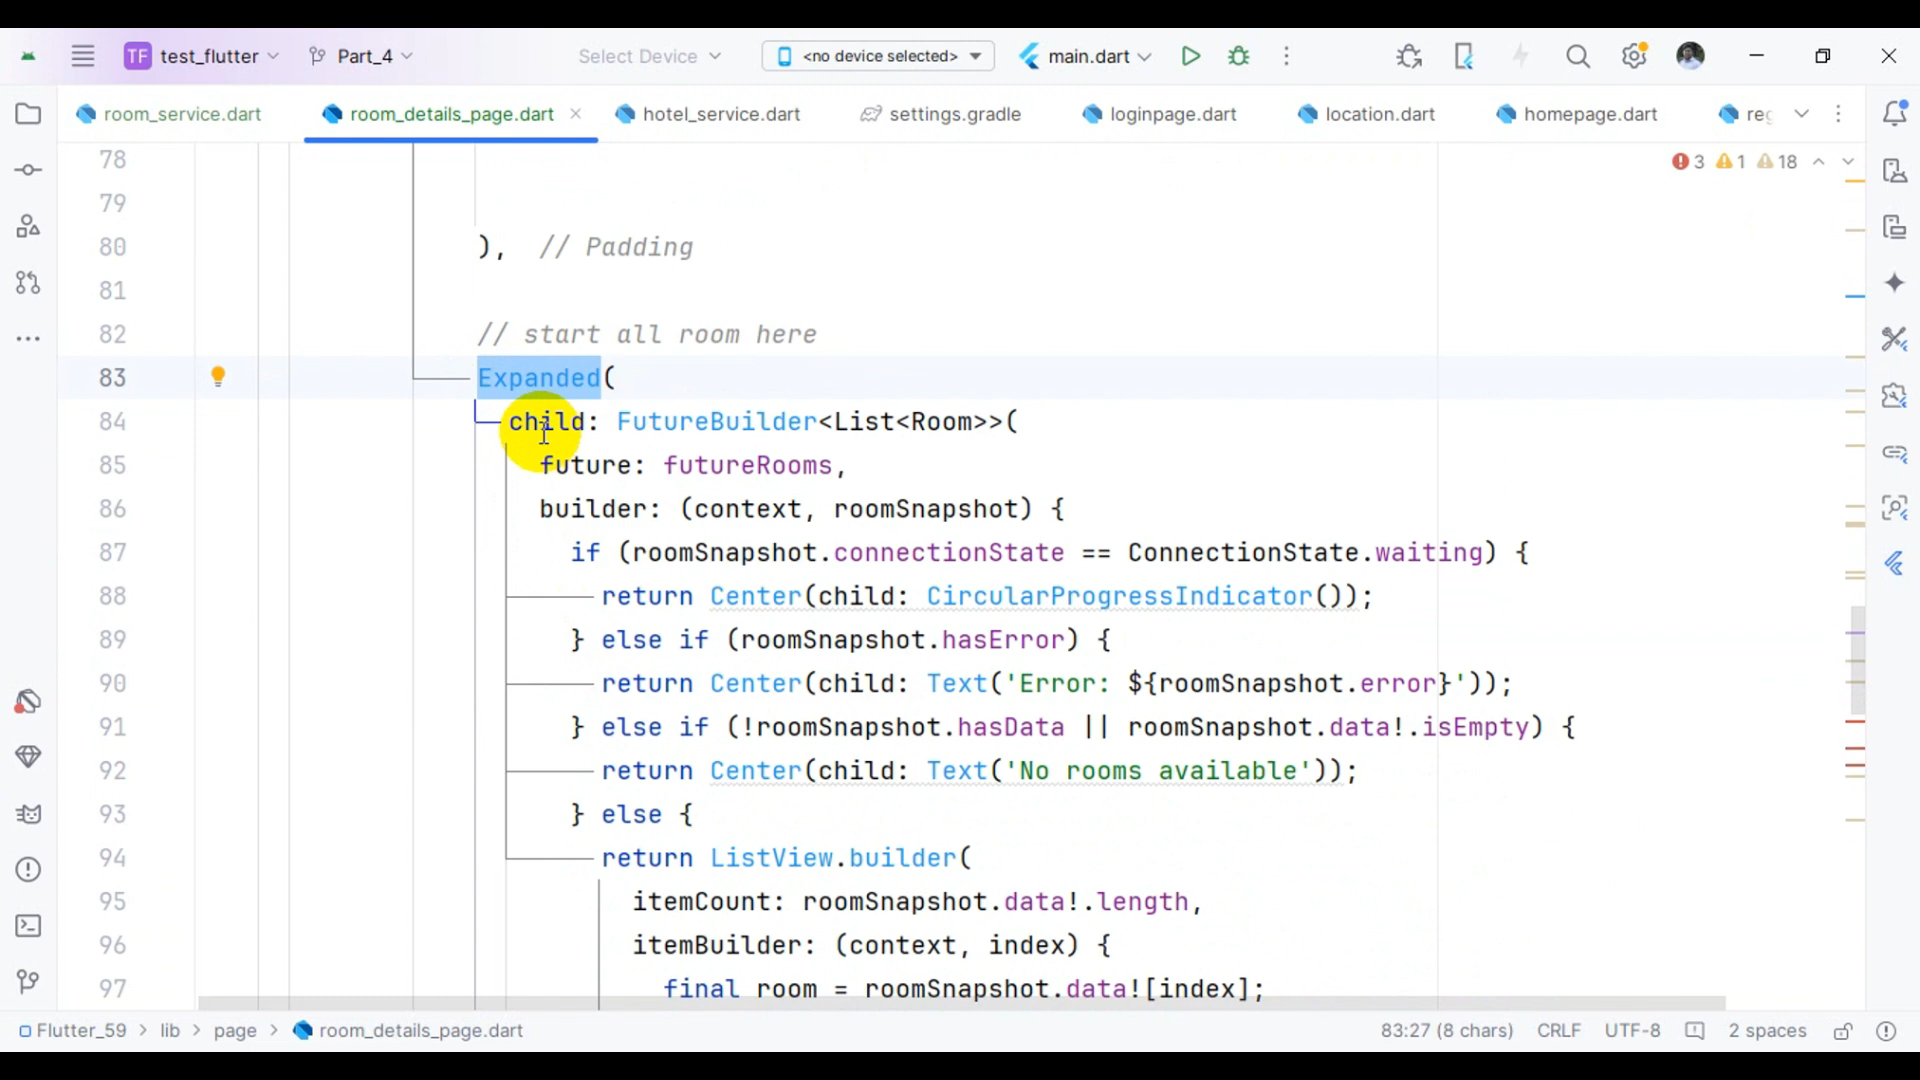 TF test_flutter Part_4 Select Device <no device selected> main.dart
room_service.dart room_details_page.dart hotel_service.dart settings.gradle loginpage.dart location.dart homepage.dart
3 1 18
78
79
80 ), // Padding
81
82 // start all room here
83 Expanded(
84 child: FutureBuilder<List<Room>>(
85 future: futureRooms,
86 builder: (context, roomSnapshot) {
87 if (roomSnapshot.connectionState == ConnectionState.waiting) {
88 return Center(child: CircularProgressIndicator());
89 } else if (roomSnapshot.hasError) {
90 return Center(child: Text('Error: ${roomSnapshot.error}'));
91 } else if (!roomSnapshot.hasData || roomSnapshot.data!.isEmpty) {
92 return Center(child: Text('No rooms available'));
93 } else {
94 return ListView.builder(
95 itemCount: roomSnapshot.data!.length,
96 itemBuilder: (context, index) {
97 final room = roomSnapshot.data![index];
Flutter_59 > lib > page > room_details_page.dart 83:27 (8 chars) CRLF UTF-8 2 spaces